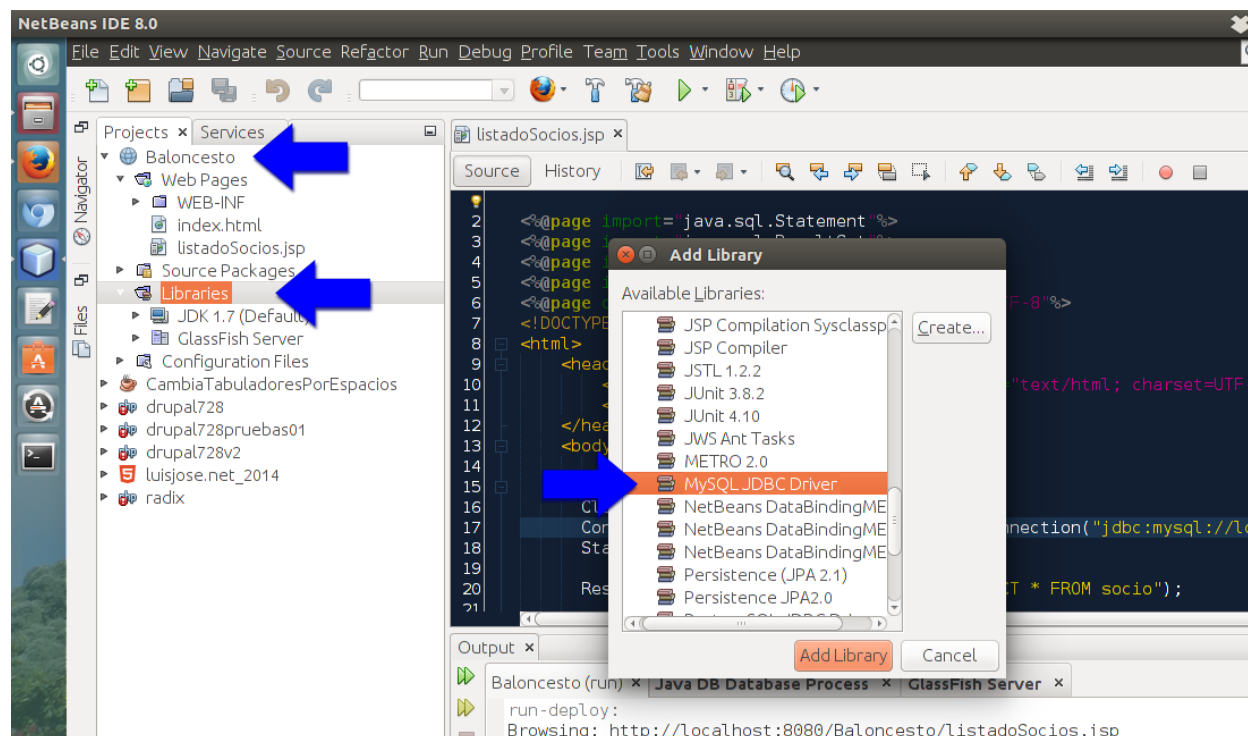 NetBeans IDE 8.0
File Edit View Navigate Source Refactor Run Debug Profile Team Tools Window Help
Projects Services
Navigator
Files
Baloncesto
Web Pages
WEB-INF
index.html
listadoSocios.jsp
Source Packages
Libraries
JDK 1.7 (Default)
GlassFish Server
Configuration Files
CambiaTabuladoresPorEspacios
drupal728
drupal728pruebas01
drupal728v2
luisjose.net_2014
radix
listadoSocios.jsp
Source History
2 <%@page import="java.sql.Statement"%>
3 <%@page
4 <%@page
5 <%@page
6 <%@page "%>
7 <!DOCTYPE
8 <html>
9 <head
10 "text/html; charset=UTF
11
12 </hea
13 <body
14
15
16
17 Con nnection("jdbc:mysql://lo
18 Sta
19
20 Res * FROM socio");
21
Add Library
Available Libraries:
JSP Compilation Sysclassp
JSP Compiler
JSTL 1.2.2
JUnit 3.8.2
JUnit 4.10
JWS Ant Tasks
METRO 2.0
MySQL JDBC Driver
NetBeans DataBindingME
NetBeans DataBindingME
NetBeans DataBindingME
Persistence (JPA 2.1)
Persistence JPA2.0
Create...
Add Library Cancel
Output
Baloncesto (run) Java DB Database Process GlassFish Server
run-deploy:
Browsing: http://localhost:8080/Baloncesto/listadoSocios.jsp